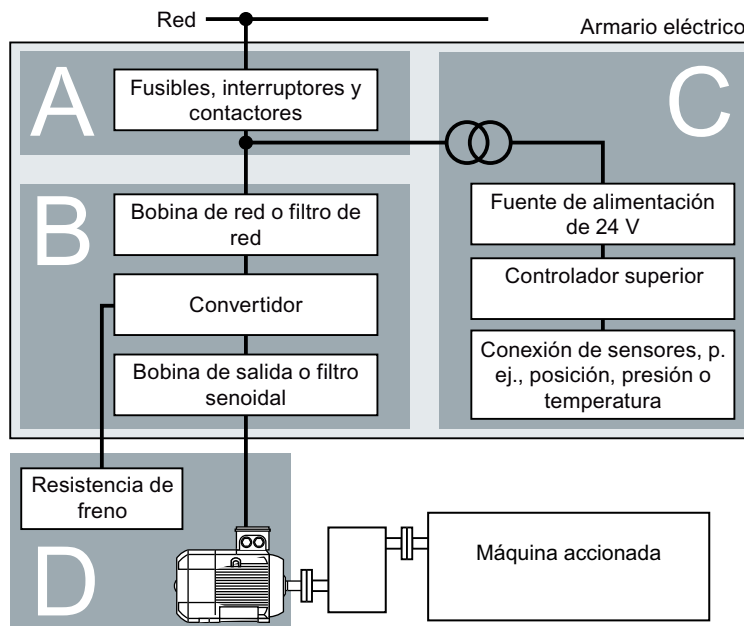 Red
Armario eléctrico
A
Fusibles, interruptores y
contactores
C
B
Bobina de red o filtro de
red
Fuente de alimentación
de 24 V
Convertidor
Controlador superior
Bobina de salida o filtro
senoidal
Conexión de sensores, p.
ej., posición, presión o
temperatura
Resistencia de
freno
D
Máquina accionada